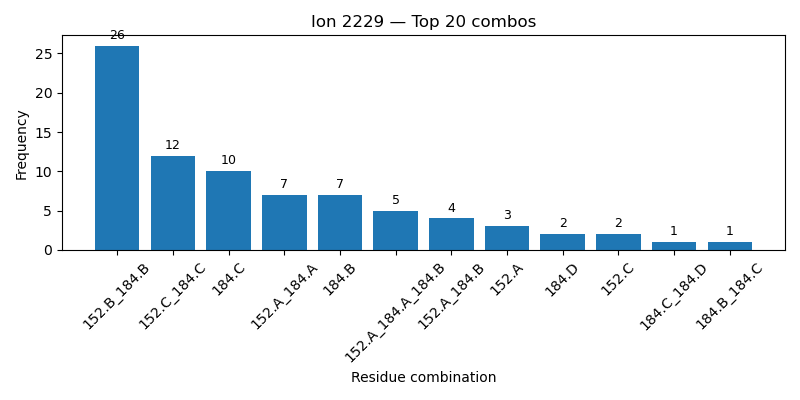 Ion 2229 — Top 20 combos
Frequency
25
20
15
10
5
0
26
12
10
7
7
5
4
3
2
2
1
1
152.B_184.B
152.C_184.C
184.C
152.A_184.A
184.B
152.A_184.A_184.B
152.A_184.B
152.A
184.D
152.C
184.C_184.D
184.B_184.C
Residue combination